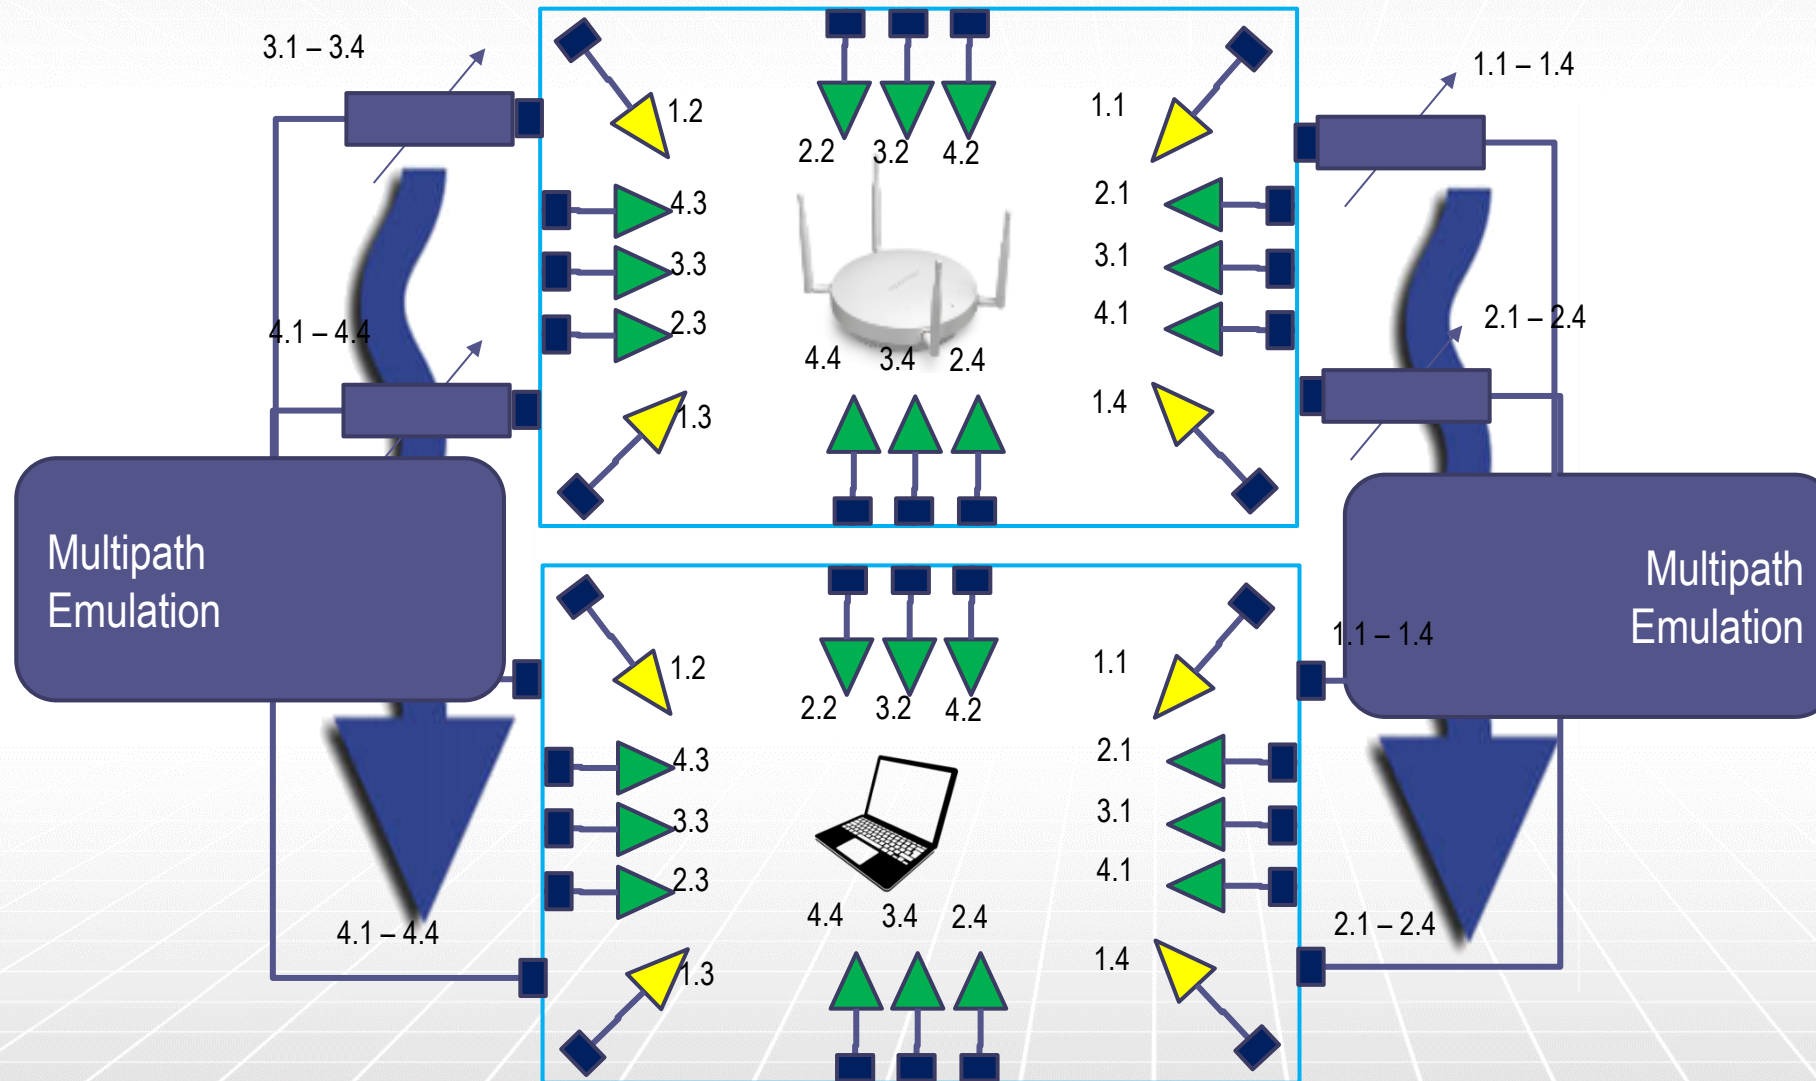 3.1 – 3.4
1.1 – 1.4
1.2
1.1
2.2 3.2 4.2
4.3
2.1
3.3
3.1
2.3
4.1
4.1 – 4.4
2.1 – 2.4
4.4 3.4 2.4
1.3
1.4
Multipath
Emulation
Multipath
Emulation
1.1 – 1.4
1.2
1.1
2.2 3.2 4.2
4.3
2.1
3.3
3.1
2.3
4.1
4.4 3.4 2.4
4.1 – 4.4
2.1 – 2.4
1.3
1.4